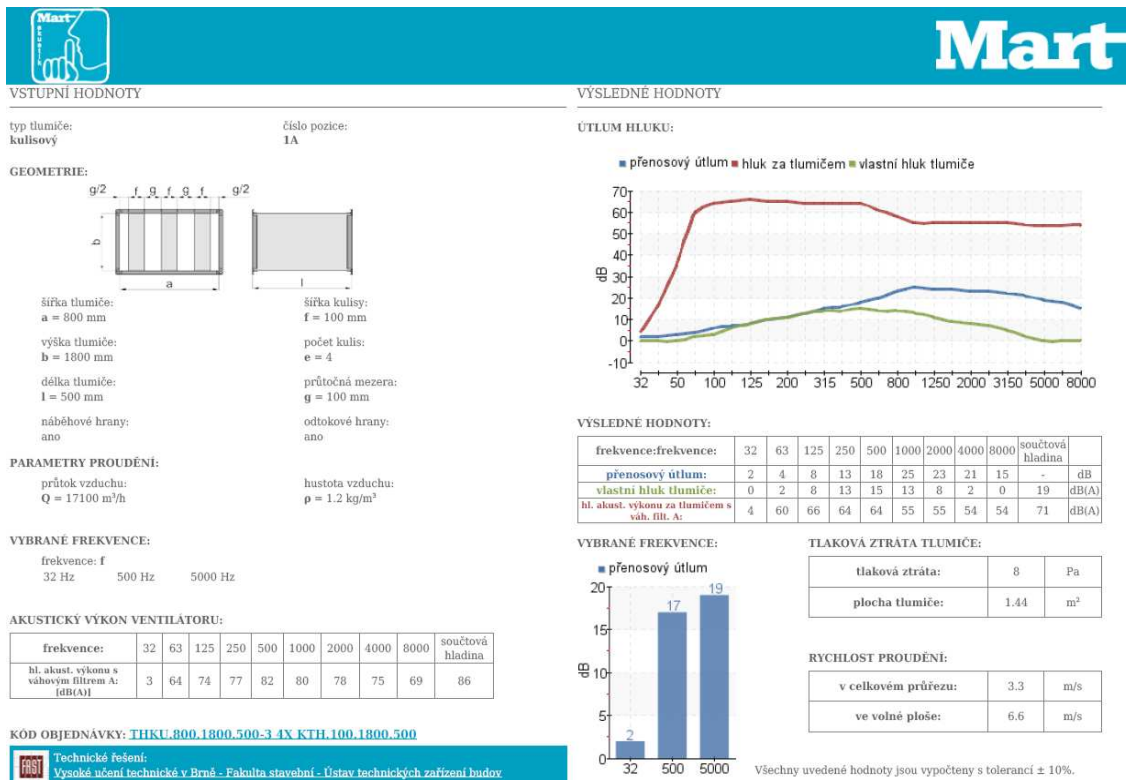 Mart
akustik
Mart
VSTUPNÍ HODNOTY
typ tlumiče:
kulisový
číslo pozice:
1A
GEOMETRIE:
g/2 f g f g f g/2
b
a
l
šířka tlumiče:
a = 800 mm
šířka kulisy:
f = 100 mm
výška tlumiče:
b = 1800 mm
počet kulis:
e = 4
délka tlumiče:
l = 500 mm
průtočná mezera:
g = 100 mm
náběhové hrany:
ano
odtokové hrany:
ano
PARAMETRY PROUDĚNÍ:
průtok vzduchu:
Q = 17100 m³/h
hustota vzduchu:
ρ = 1.2 kg/m³
VYBRANÉ FREKVENCE:
frekvence: f
32 Hz 500 Hz 5000 Hz
AKUSTICKÝ VÝKON VENTILÁTORU:
frekvence: 32 63 125 250 500 1000 2000 4000 8000 součtová hladina
hl. akust. výkonu s váhovým filtrem A: [dB(A)] 3 64 74 77 82 80 78 75 69 86
KÓD OBJEDNÁVKY: THKU.800.1800.500-3 4X KTH.100.1800.500
FAST
Technické řešení:
Vysoké učení technické v Brně - Fakulta stavební - Ústav technických zařízení budov
VÝSLEDNÉ HODNOTY
ÚTLUM HLUKU:
přenosový útlum hluk za tlumičem vlastní hluk tlumiče
70
60
50
40
30
20
10
0
-10
dB
32 50 100 125 200 315 500 800 1250 2000 3150 5000 8000
VÝSLEDNÉ HODNOTY:
frekvence:frekvence: 32 63 125 250 500 1000 2000 4000 8000 součtová hladina
přenosový útlum: 2 4 8 13 18 25 23 21 15 - dB
vlastní hluk tlumiče: 0 2 8 13 15 13 8 2 0 19 dB(A)
hl. akust. výkonu za tlumičem s váh. filt. A: 4 60 66 64 64 55 55 54 54 71 dB(A)
VYBRANÉ FREKVENCE:
přenosový útlum
20
15
10
5
0
dB
2 17 19
32 500 5000
TLAKOVÁ ZTRÁTA TLUMIČE:
tlaková ztráta: 8 Pa
plocha tlumiče: 1.44 m²
RYCHLOST PROUDĚNÍ:
v celkovém průřezu: 3.3 m/s
ve volné ploše: 6.6 m/s
Všechny uvedené hodnoty jsou vypočteny s tolerancí ± 10%.